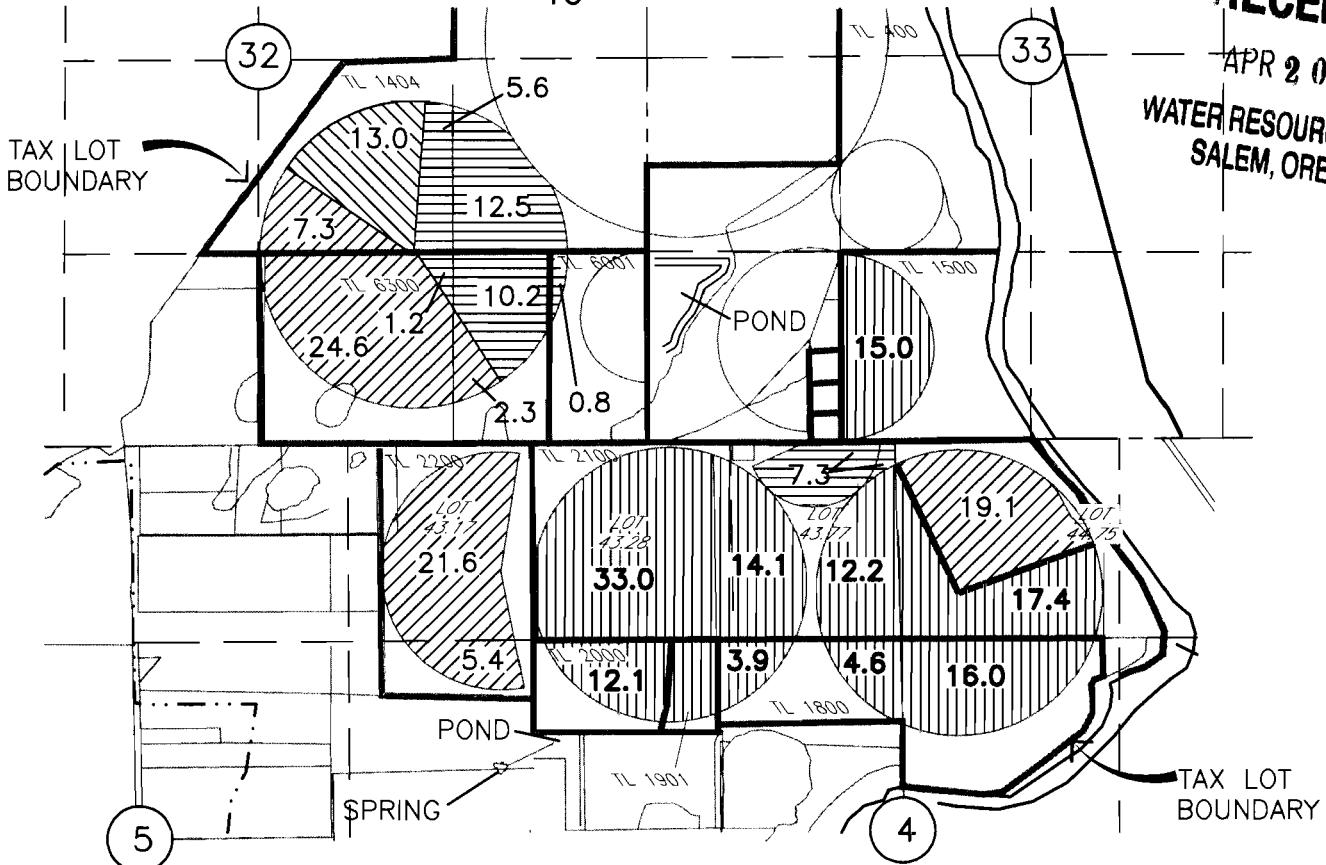 32
TL 400
33
APR 20
WATER RESOUR
SALEM, ORE
TL 1404
5.6
13.0
TAX LOT
BOUNDARY
12.5
7.3
TL 6300
1.2
10.2
TL 6001
TL 1500
POND
24.6
15.0
2.3
0.8
TL 2200
TL 2100
7.3
LOT
43.17
LOT
43.28
LOT
43.77
19.1
LOT
44.75
21.6
33.0
14.1
12.2
17.4
5.4
TL 2000
12.1
3.9
4.6
16.0
POND
TL 1800
TL 1901
SPRING
TAX LOT
BOUNDARY
5
4